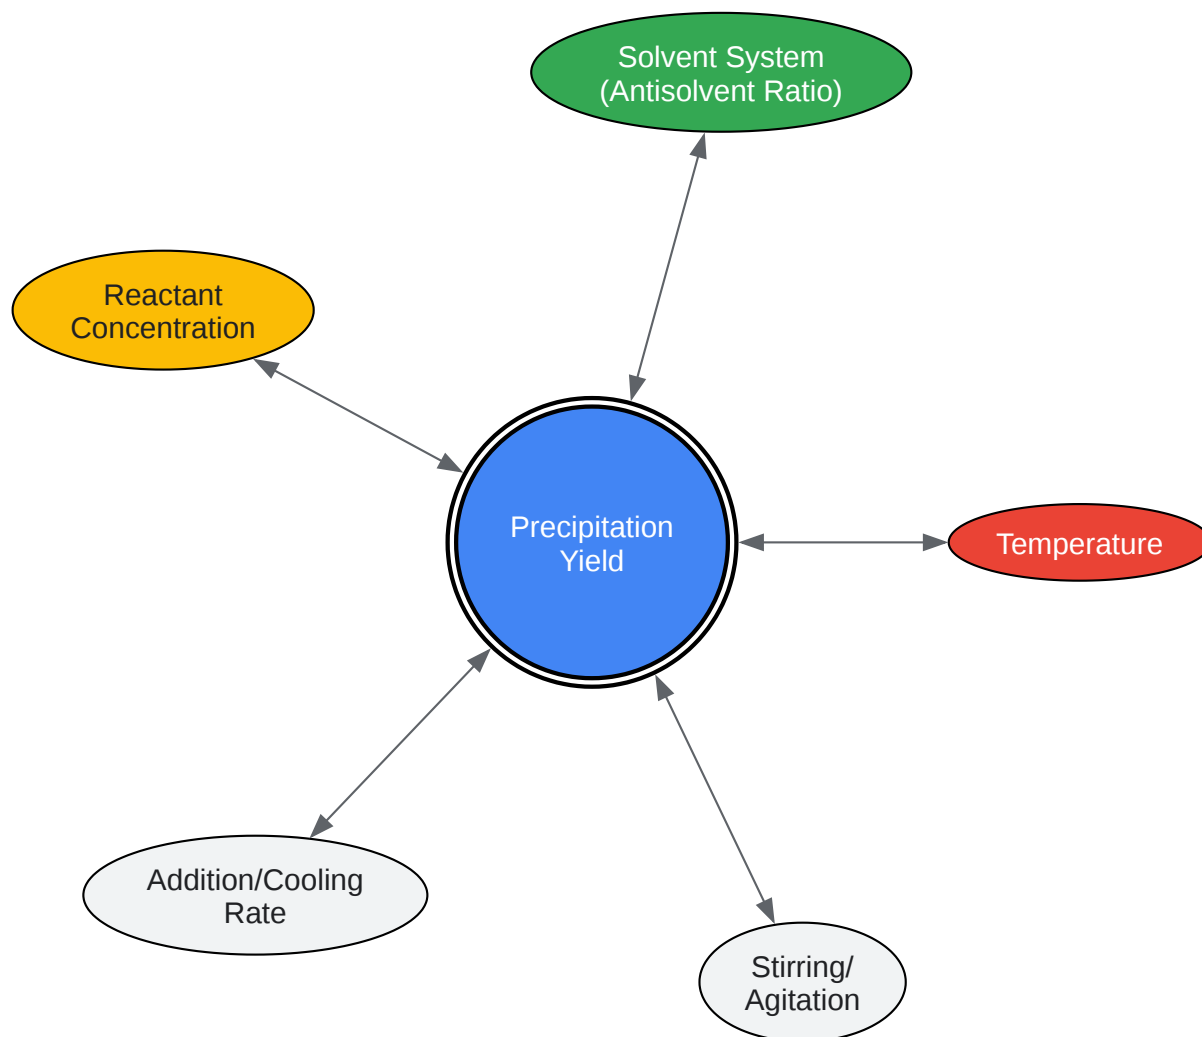 Solvent System
(Antisolvent Ratio)
Reactant
Concentration
Precipitation
Yield
Temperature
Addition/Cooling
Rate
Stirring/
Agitation